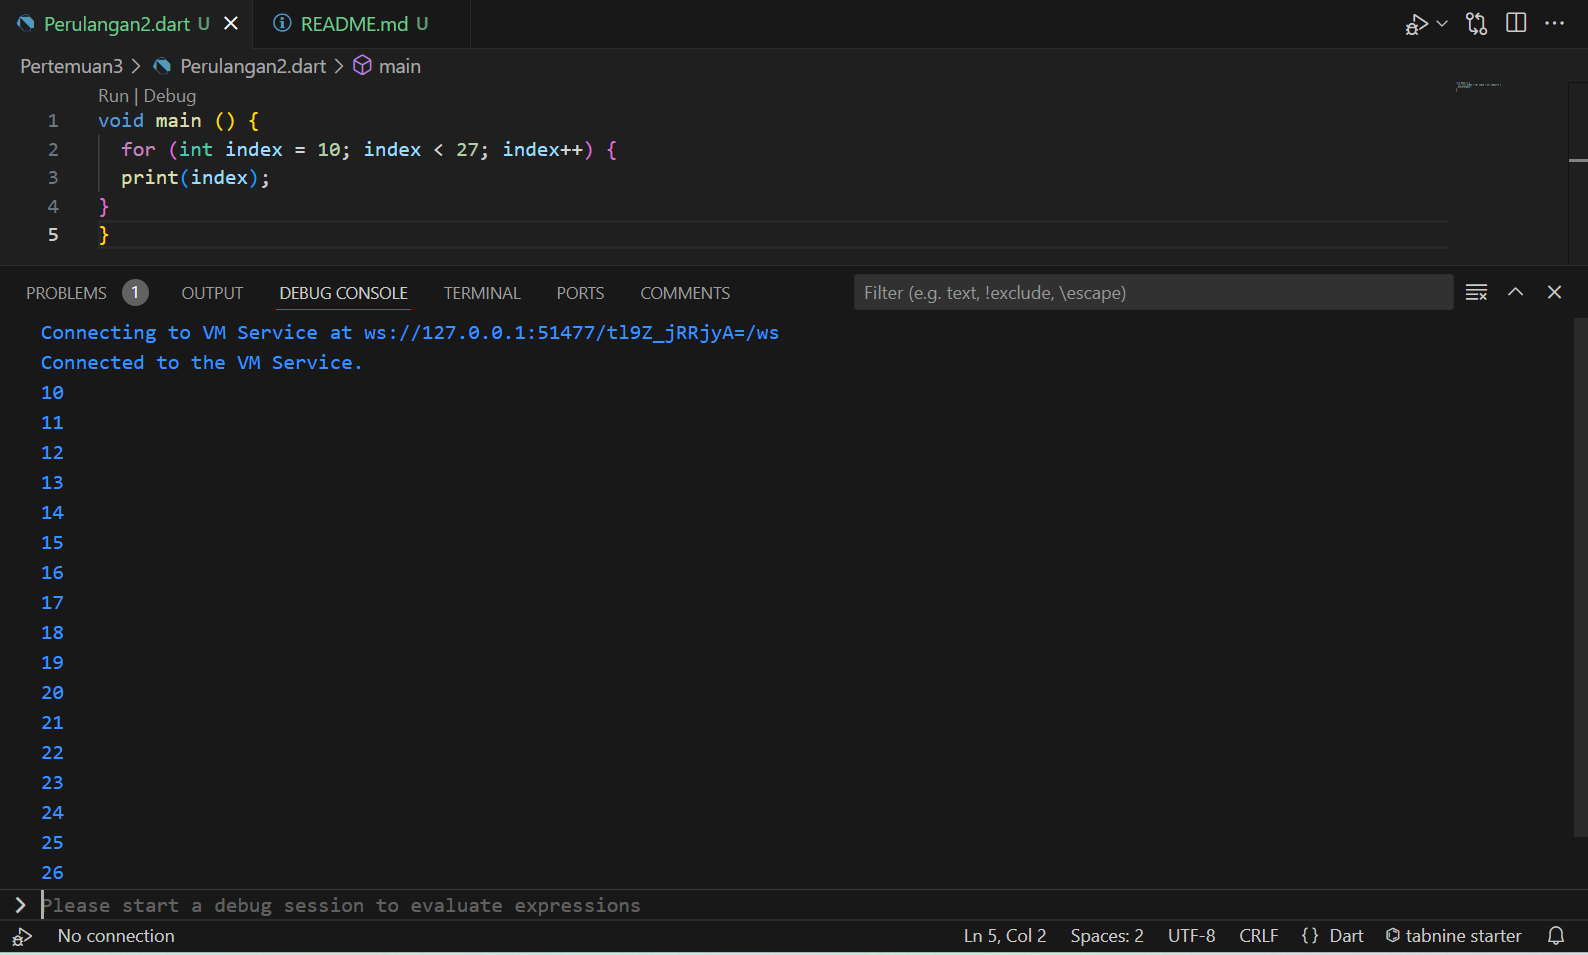 Perulangan2.dart U README.md U
Pertemuan3 > Perulangan2.dart > main
Run | Debug
1 void main () {
2 for (int index = 10; index < 27; index++) {
3 print(index);
4 }
5 }
PROBLEMS 1 OUTPUT DEBUG CONSOLE TERMINAL PORTS COMMENTS Filter (e.g. text, !exclude, \escape)
Connecting to VM Service at ws://127.0.0.1:51477/tl9Z_jRRjyA=/ws
Connected to the VM Service.
10
11
12
13
14
15
16
17
18
19
20
21
22
23
24
25
26
> Please start a debug session to evaluate expressions
No connection Ln 5, Col 2 Spaces: 2 UTF-8 CRLF {} Dart tabnine starter